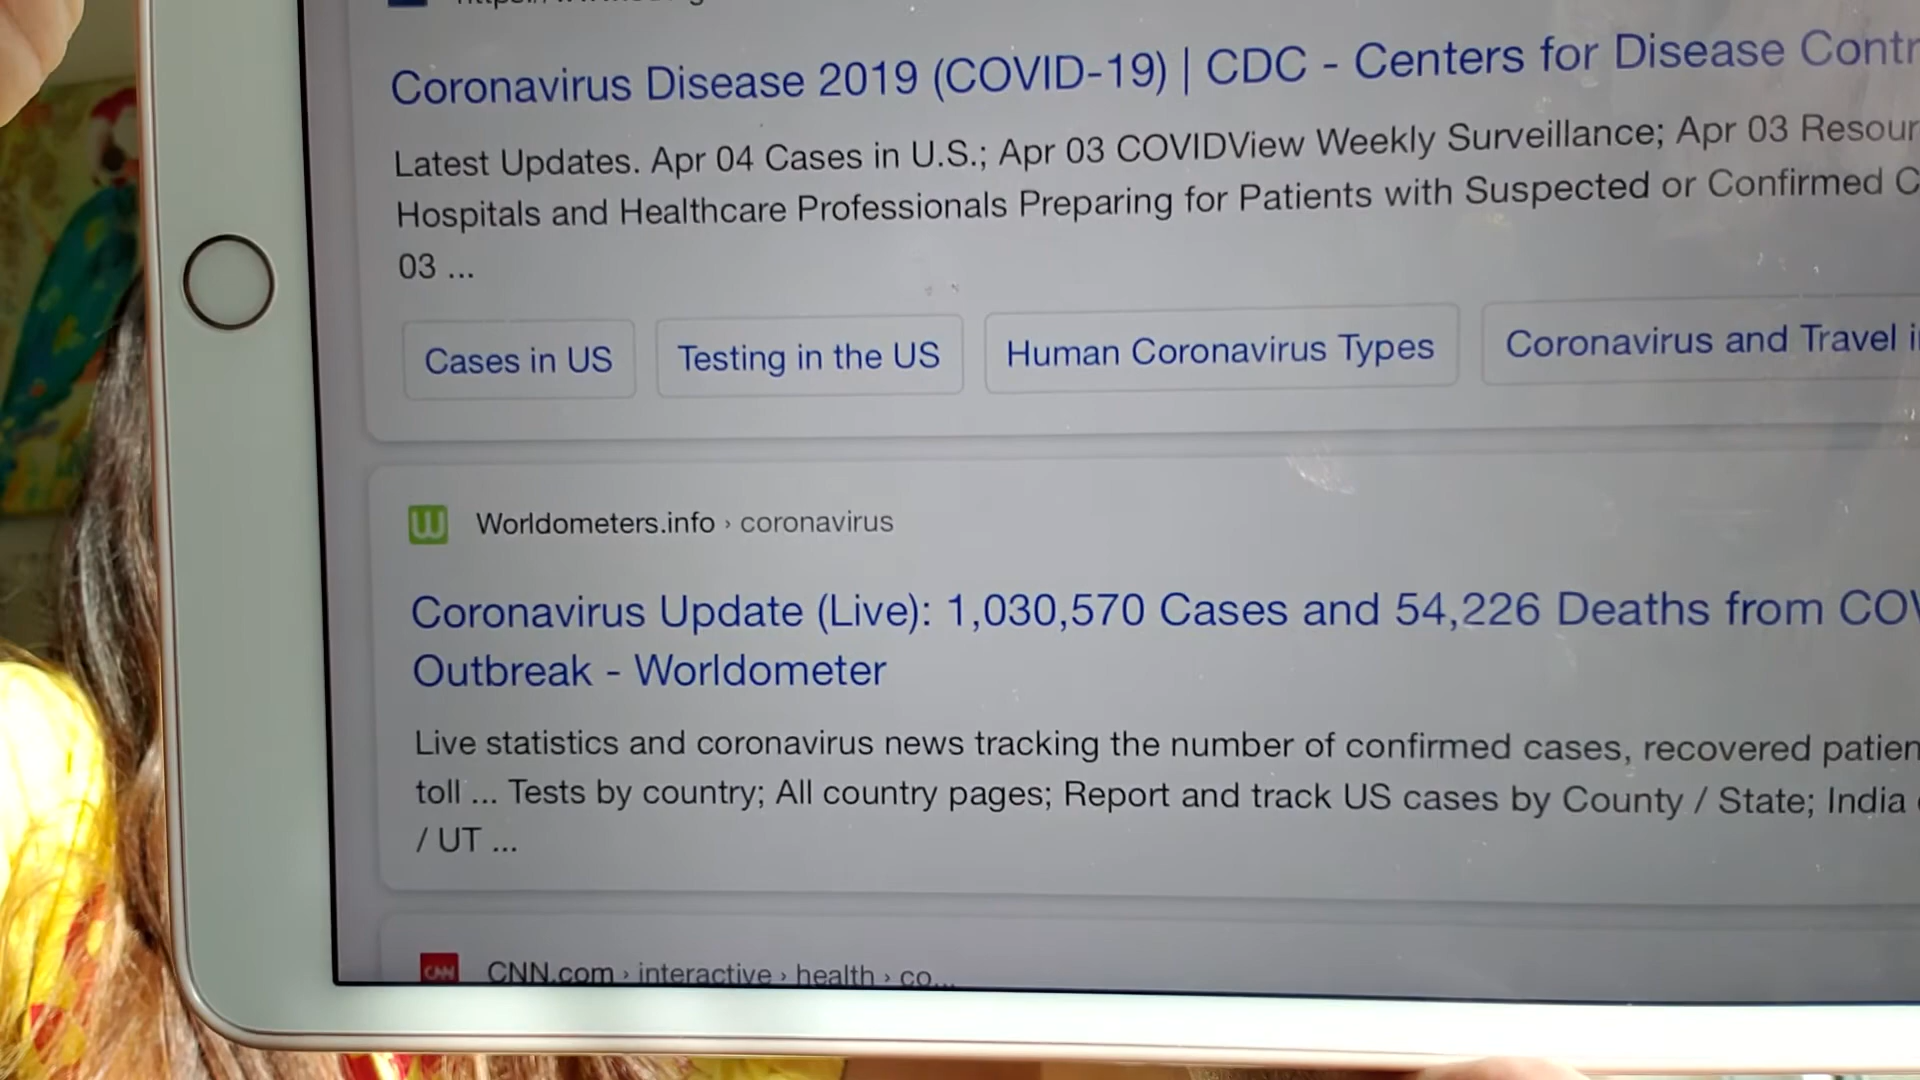 Coronavirus Disease 2019 (COVID-19) | CDC - Centers for Disease Contr
Latest Updates. Apr 04 Cases in U.S.; Apr 03 COVIDView Weekly Surveillance; Apr 03 Resour
Hospitals and Healthcare Professionals Preparing for Patients with Suspected or Confirmed C
03 ...
Cases in US
Testing in the US
Human Coronavirus Types
Coronavirus and Travel i
W
Worldometers.info › coronavirus
Coronavirus Update (Live): 1,030,570 Cases and 54,226 Deaths from COV
Outbreak - Worldometer
Live statistics and coronavirus news tracking the number of confirmed cases, recovered patien
toll ... Tests by country; All country pages; Report and track US cases by County / State; India
/ UT ...
CNN
CNN.com › interactive › health › co...